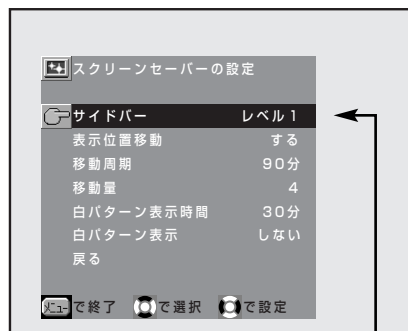 スクリーンセーバーの設定
サイドバー レベル1
表示位置移動 する
移動周期 90分
移動量 4
白パターン表示時間 30分
白パターン表示 しない
戻る
メニューで終了 で選択 で設定